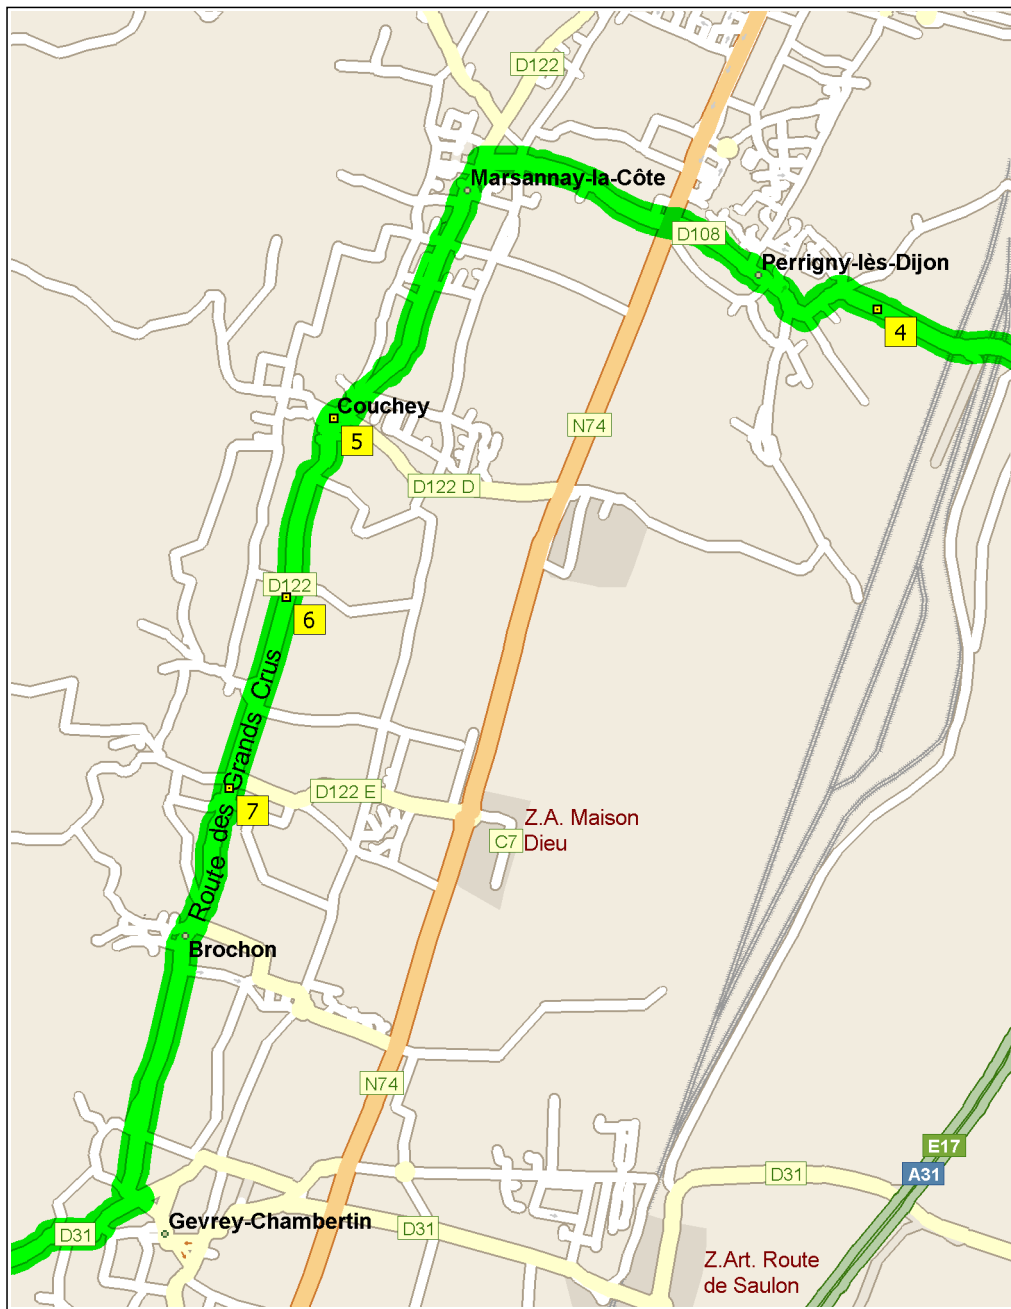 D122
Marsannay-la-Côte
D108
Perrigny-lès-Dijon
4
Couchey
5
N74
D122 D
D122
6
Route des Grands Crus
D122 E
7
Z.A. Maison
Dieu
C7
Brochon
N74
E17
A31
D31
Gevrey-Chambertin
D31
D31
Z.Art. Route
de Saulon